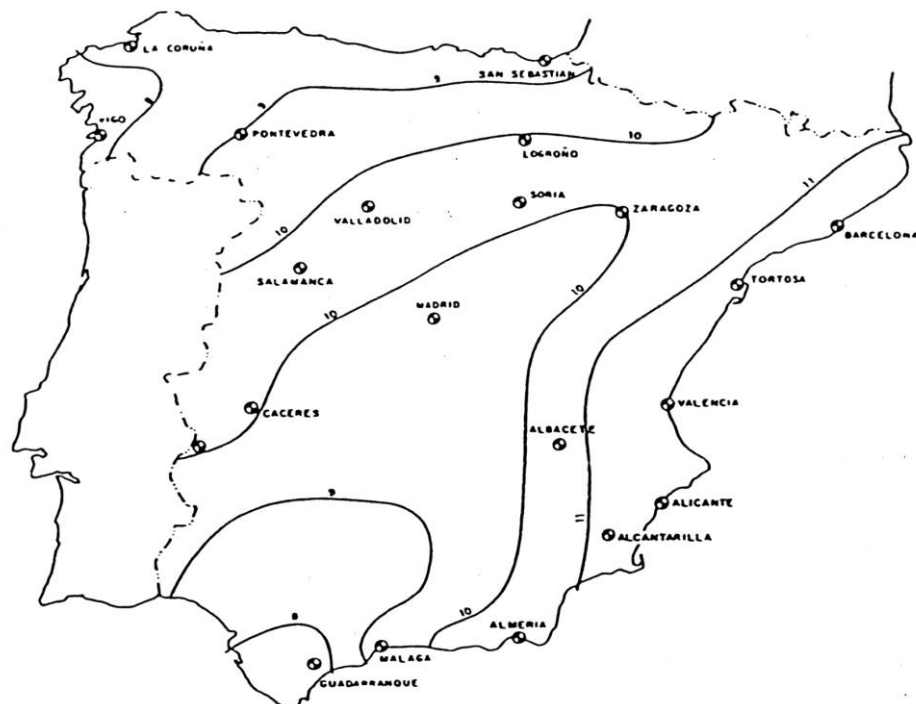 LA CORUÑA
SAN SEBASTIAN
9
8
9
VIGO
PONTEVEDRA
10
LOGROÑO
11
VALLADOLID
SORIA
ZARAGOZA
10
BARCELONA
SALAMANCA
10
TORTOSA
10
MADRID
CACERES
VALENCIA
ALBACETE
9
ALICANTE
11
ALCANTARILLA
10
8
ALMERIA
MALAGA
GUADARRANQUE